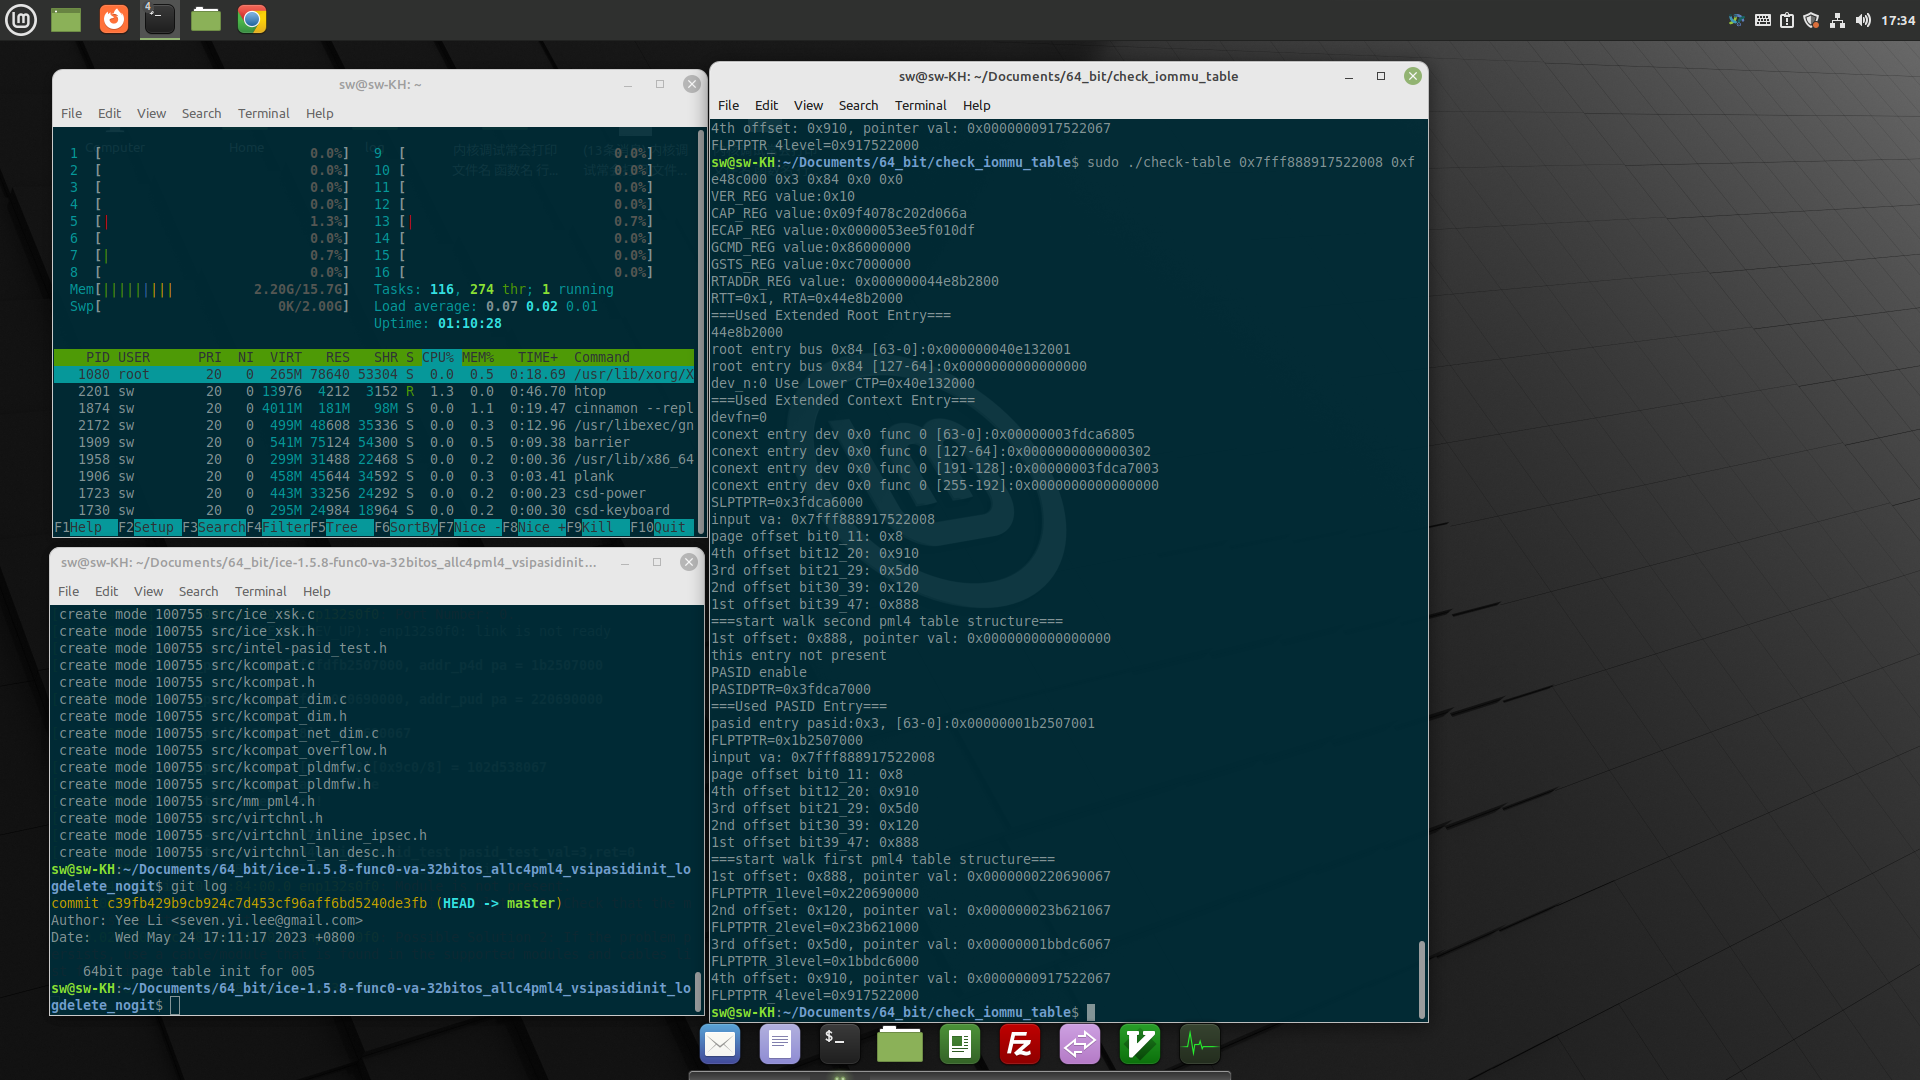 4
17:34
sw@sw-KH: ~
File Edit View Search Terminal Help
Computer Home
1 [ 0.0%] 9 [ 0.0%]
2 [ 0.0%] 10 [ 0.0%]
3 [ 0.0%] 11 [ 0.0%]
4 [ 0.0%] 12 [ 0.0%]
5 [| 1.3%] 13 [| 0.7%]
6 [ 0.0%] 14 [ 0.0%]
7 [| 0.0%] 15 [ 0.0%]
8 [ 0.0%] 16 [ 0.0%]
Mem[||||||||| 2.20G/15.7G] Tasks: 116, 274 thr; 1 running
Swp[ 0K/2.00G] Load average: 0.07 0.02 0.01
Uptime: 01:10:28
PID USER PRI NI VIRT RES SHR S CPU% MEM% TIME+ Command
1080 root 20 0 265M 78640 53304 S 0.0 0.5 0:18.69 /usr/lib/xorg/X
2201 sw 20 0 13976 4212 3152 R 1.3 0.0 0:46.70 htop
1874 sw 20 0 4011M 181M 98M S 0.0 1.1 0:19.47 cinnamon --repl
2172 sw 20 0 499M 48608 35336 S 0.0 0.3 0:12.96 /usr/libexec/gn
1909 sw 20 0 541M 75124 54300 S 0.0 0.5 0:09.38 barrier
1958 sw 20 0 299M 31488 22468 S 0.0 0.2 0:00.36 /usr/lib/x86_64
1906 sw 20 0 458M 45644 34592 S 0.0 0.3 0:03.41 plank
1723 sw 20 0 443M 33256 24292 S 0.0 0.2 0:00.23 csd-power
1730 sw 20 0 295M 24984 18964 S 0.0 0.2 0:00.30 csd-keyboard
F1Help F2Setup F3SearchF4FilterF5Tree F6SortByF7Nice -F8Nice +F9Kill F10Quit
sw@sw-KH: ~/Documents/64_bit/ice-1.5.8-func0-va-32bitos_allc4pml4_vsipasidinit...
File Edit View Search Terminal Help
create mode 100755 src/ice_xsk.c
create mode 100755 src/ice_xsk.h
create mode 100755 src/intel-pasid_test.h
create mode 100755 src/kcompat.c
create mode 100755 src/kcompat.h
create mode 100755 src/kcompat_dim.c
create mode 100755 src/kcompat_dim.h
create mode 100755 src/kcompat_net_dim.c
create mode 100755 src/kcompat_overflow.h
create mode 100755 src/kcompat_pldmfw.c
create mode 100755 src/kcompat_pldmfw.h
create mode 100755 src/mm_pml4.h
create mode 100755 src/virtchnl.h
create mode 100755 src/virtchnl_inline_ipsec.h
create mode 100755 src/virtchnl_lan_desc.h
sw@sw-KH:~/Documents/64_bit/ice-1.5.8-func0-va-32bitos_allc4pml4_vsipasidinit_lo
gdelete_nogit$ git log
commit c39fb429b9cb924c7d453cf96aff6bd5240de3fb (HEAD -> master)
Author: Yee Li <seven.yi.lee@gmail.com>
Date: Wed May 24 17:11:17 2023 +0800
64bit page table init for 005
sw@sw-KH:~/Documents/64_bit/ice-1.5.8-func0-va-32bitos_allc4pml4_vsipasidinit_lo
gdelete_nogit$
sw@sw-KH: ~/Documents/64_bit/check_iommu_table
File Edit View Search Terminal Help
4th offset: 0x910, pointer val: 0x0000000917522067
FLPTPTR_4level=0x917522000
sw@sw-KH:~/Documents/64_bit/check_iommu_table$ sudo ./check-table 0x7fff888917522008 0xf
e48c000 0x3 0x84 0x0 0x0
VER_REG value:0x10
CAP_REG value:0x09f4078c202d066a
ECAP_REG value:0x0000053ee5f010df
GCMD_REG value:0x86000000
GSTS_REG value:0xc7000000
RTADDR_REG value: 0x000000044e8b2800
RTT=0x1, RTA=0x44e8b2000
===Used Extended Root Entry===
44e8b2000
root entry bus 0x84 [63-0]:0x000000040e132001
root entry bus 0x84 [127-64]:0x0000000000000000
dev_n:0 Use Lower CTP=0x40e132000
===Used Extended Context Entry===
devfn=0
conext entry dev 0x0 func 0 [63-0]:0x00000003fdca6805
conext entry dev 0x0 func 0 [127-64]:0x0000000000000302
conext entry dev 0x0 func 0 [191-128]:0x00000003fdca7003
conext entry dev 0x0 func 0 [255-192]:0x0000000000000000
SLPTPTR=0x3fdca6000
input va: 0x7fff888917522008
page offset bit0_11: 0x8
4th offset bit12_20: 0x910
3rd offset bit21_29: 0x5d0
2nd offset bit30_39: 0x120
1st offset bit39_47: 0x888
===start walk second pml4 table structure===
1st offset: 0x888, pointer val: 0x0000000000000000
this entry not present
PASID enable
PASIDPTR=0x3fdca7000
===Used PASID Entry===
pasid entry pasid:0x3, [63-0]:0x00000001b2507001
FLPTPTR=0x1b2507000
input va: 0x7fff888917522008
page offset bit0_11: 0x8
4th offset bit12_20: 0x910
3rd offset bit21_29: 0x5d0
2nd offset bit30_39: 0x120
1st offset bit39_47: 0x888
===start walk first pml4 table structure===
1st offset: 0x888, pointer val: 0x0000000220690067
FLPTPTR_1level=0x220690000
2nd offset: 0x120, pointer val: 0x000000023b621067
FLPTPTR_2level=0x23b621000
3rd offset: 0x5d0, pointer val: 0x00000001bbdc6067
FLPTPTR_3level=0x1bbdc6000
4th offset: 0x910, pointer val: 0x0000000917522067
FLPTPTR_4level=0x917522000
sw@sw-KH:~/Documents/64_bit/check_iommu_table$